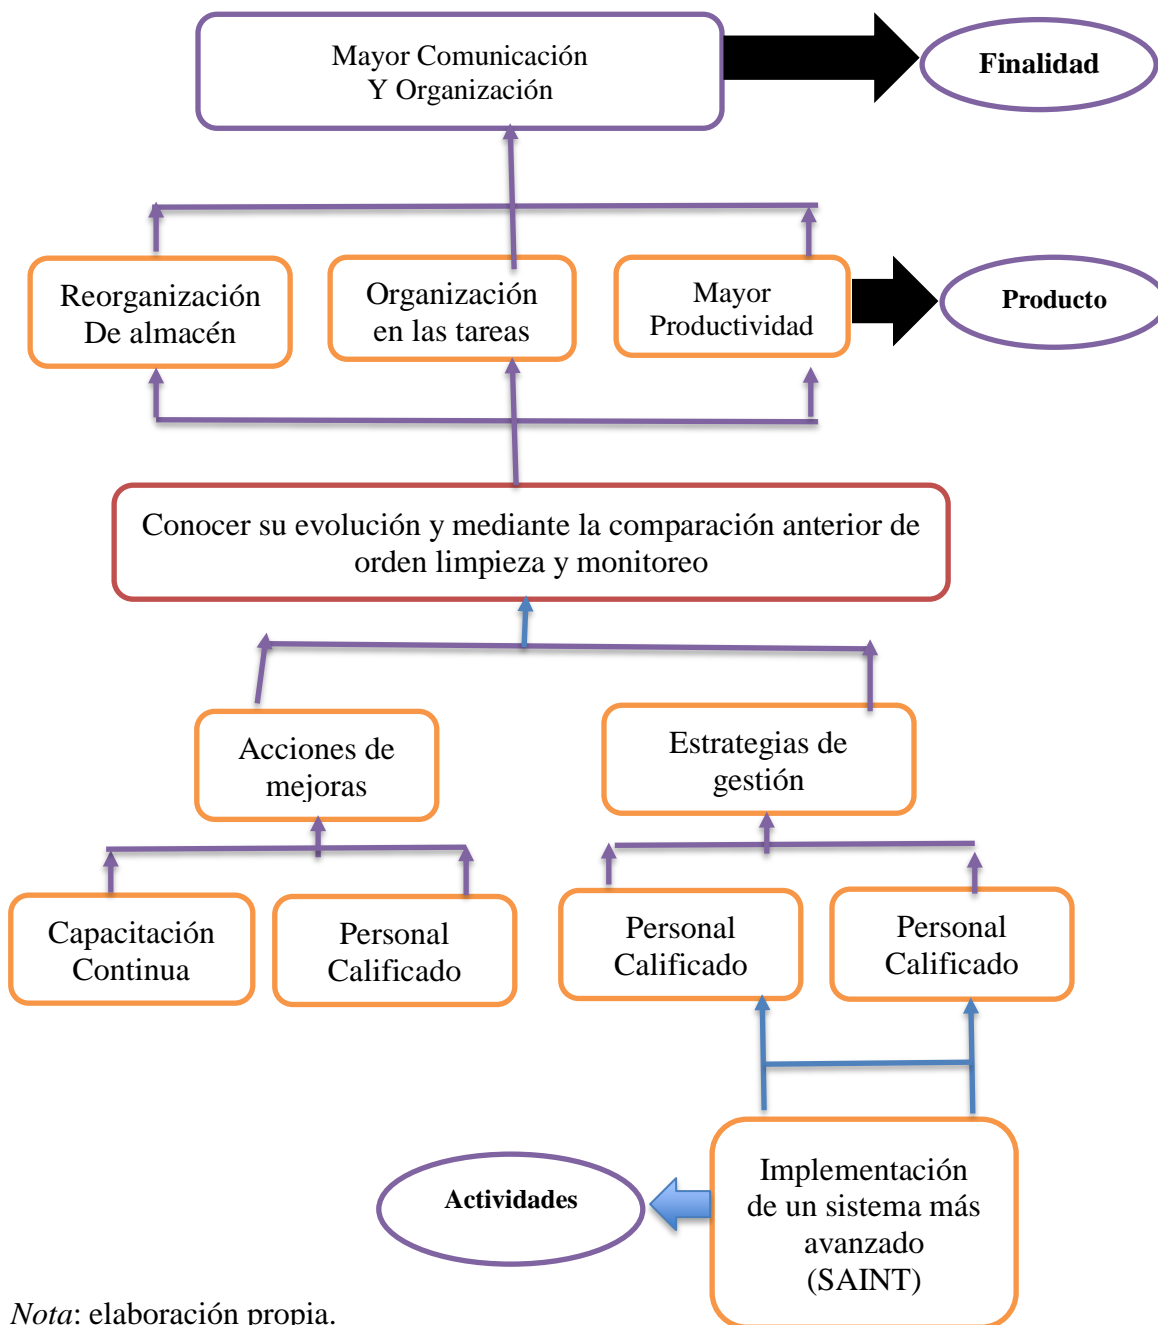 Mayor Comunicación
Y Organización
Finalidad
Reorganización
De almacén
Organización
en las tareas
Mayor
Productividad
Producto
Conocer su evolución y mediante la comparación anterior de
orden limpieza y monitoreo
Acciones de
mejoras
Estrategias de
gestión
Capacitación
Continua
Personal
Calificado
Personal
Calificado
Personal
Calificado
Actividades
Implementación
de un sistema más
avanzado
(SAINT)
Nota: elaboración propia.